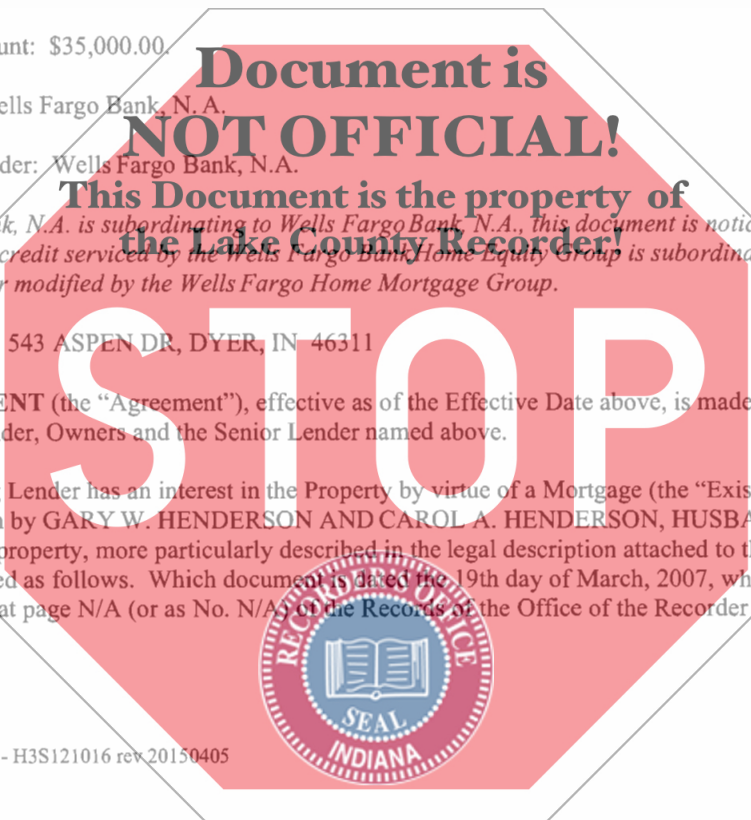 unt: $35,000.00.
Document is
ells Fargo Bank, N.A.
NOT OFFICIAL!
der: Wells Fargo Bank, N.A.
This Document is the property of
k, N.A. is subordinating to Wells Fargo Bank, N.A., this document is notic
the Lake County Recorder!
credit serviced by the Wells Fargo Bank Home Equity Group is subordina
r modified by the Wells Fargo Home Mortgage Group.
543 ASPEN DR, DYER, IN 46311
STOP
ENT (the “Agreement”), effective as of the Effective Date above, is made
der, Owners and the Senior Lender named above.
Lender has an interest in the Property by virtue of a Mortgage (the “Exis
by GARY W. HENDERSON AND CAROL A. HENDERSON, HUSBA
property, more particularly described in the legal description attached to t
ed as follows. Which document is dated the 19th day of March, 2007, wh
at page N/A (or as No. N/A) of the Records of the Office of the Recorder
RECORDER'S OFFICE
SEAL
INDIANA
- H3S121016 rev 20150405